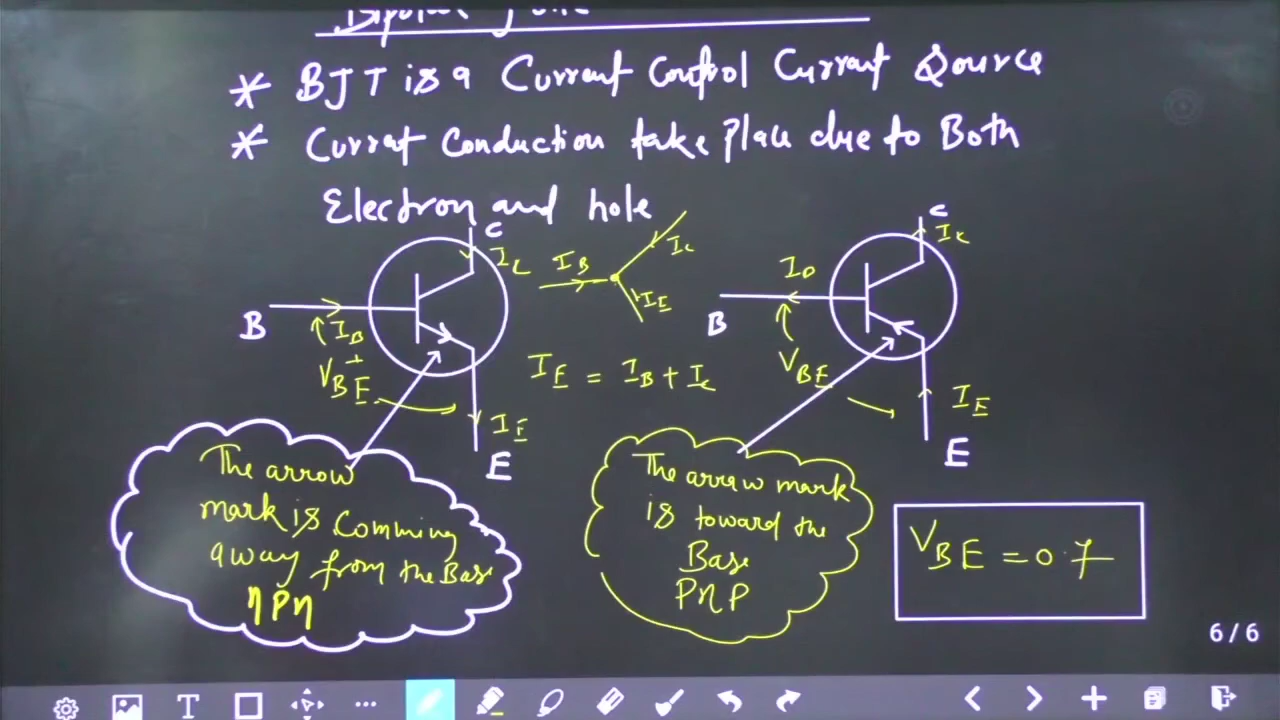 Bipolar
* BJT is a Current Control Current Source
* Current Conduction take Place due to Both
Electron and hole
C
I_C
B
I_B
V_BE
+
I_E
E
I_B
I_C
I_E
I_E = I_B + I_C
C
I_C
I_B
B
V_BE
I_E
E
The arrow
mark is Comming
away from the Base
nPn
The arrow mark
is toward the
Base
PnP
V_BE = 0.7
6/6
T